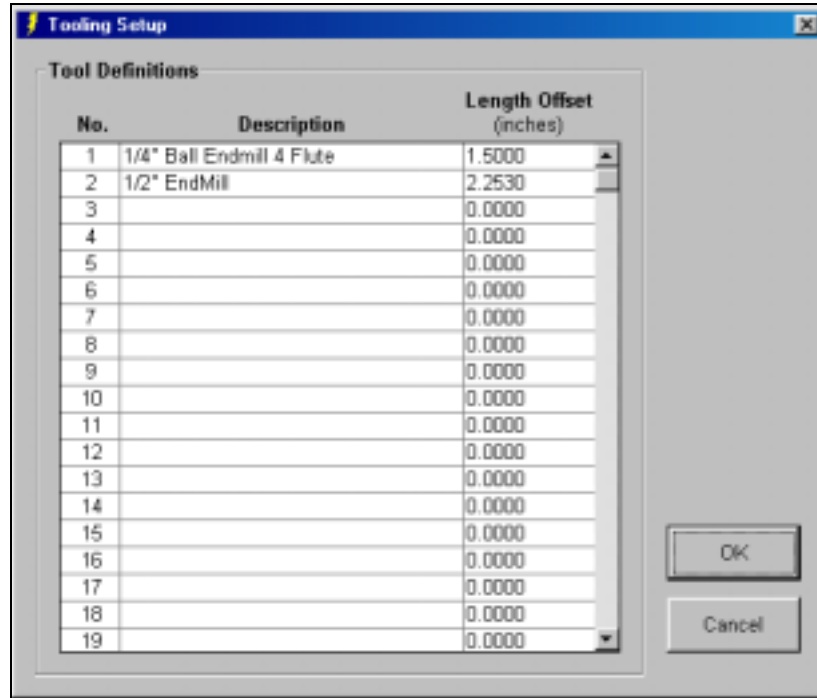 Tooling Setup
Tool Definitions
No. Description Length Offset (inches)
1 1/4" Ball Endmill 4 Flute 1.5000
2 1/2" EndMill 2.2530
3 0.0000
4 0.0000
5 0.0000
6 0.0000
7 0.0000
8 0.0000
9 0.0000
10 0.0000
11 0.0000
12 0.0000
13 0.0000
14 0.0000
15 0.0000
16 0.0000
17 0.0000
18 0.0000
19 0.0000
OK
Cancel